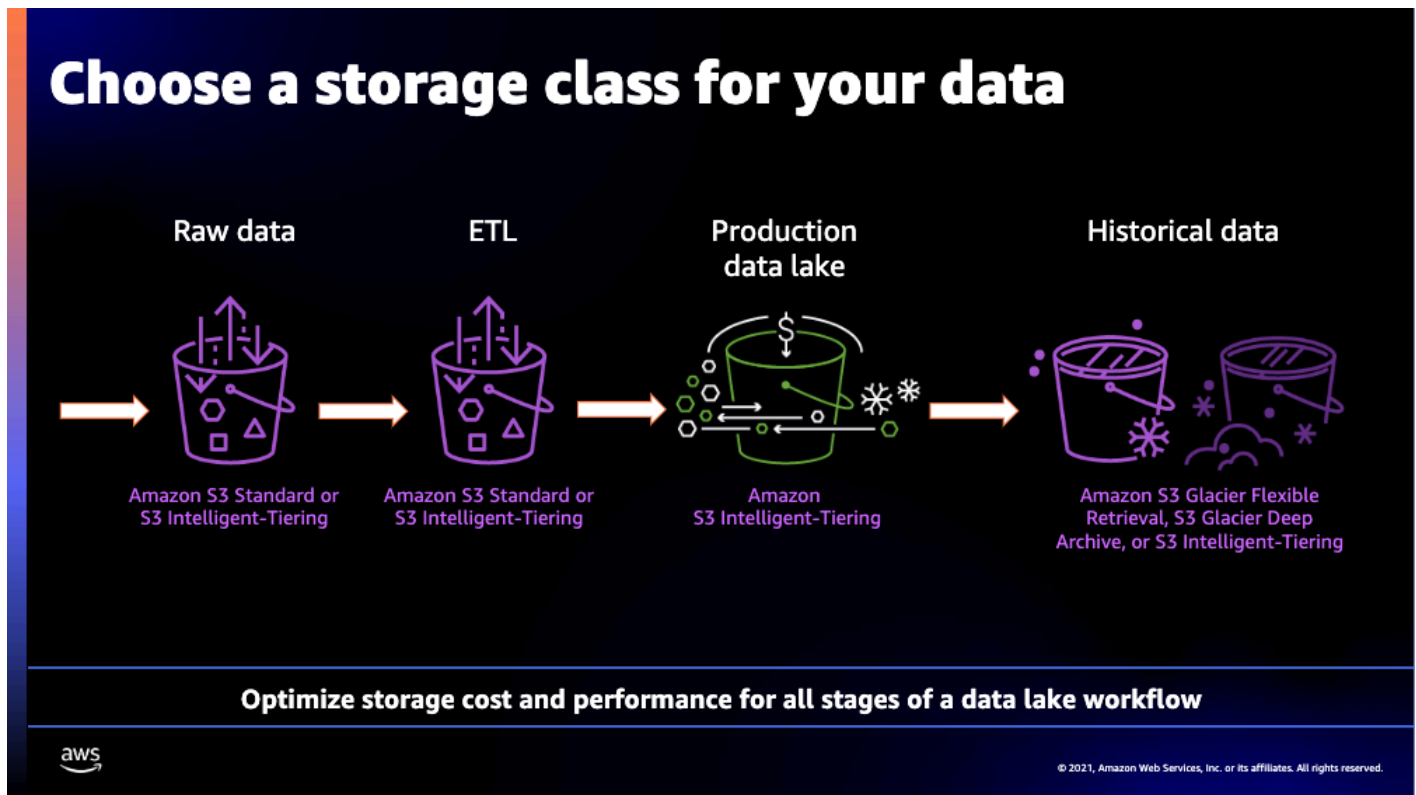 Choose a storage class for your data
Raw data
ETL
Production
data lake
Historical data
$
Amazon S3 Standard or
S3 Intelligent-Tiering
Amazon S3 Standard or
S3 Intelligent-Tiering
Amazon
S3 Intelligent-Tiering
Amazon S3 Glacier Flexible
Retrieval, S3 Glacier Deep
Archive, or S3 Intelligent-Tiering
Optimize storage cost and performance for all stages of a data lake workflow
aws
© 2021, Amazon Web Services, Inc. or its affiliates. All rights reserved.